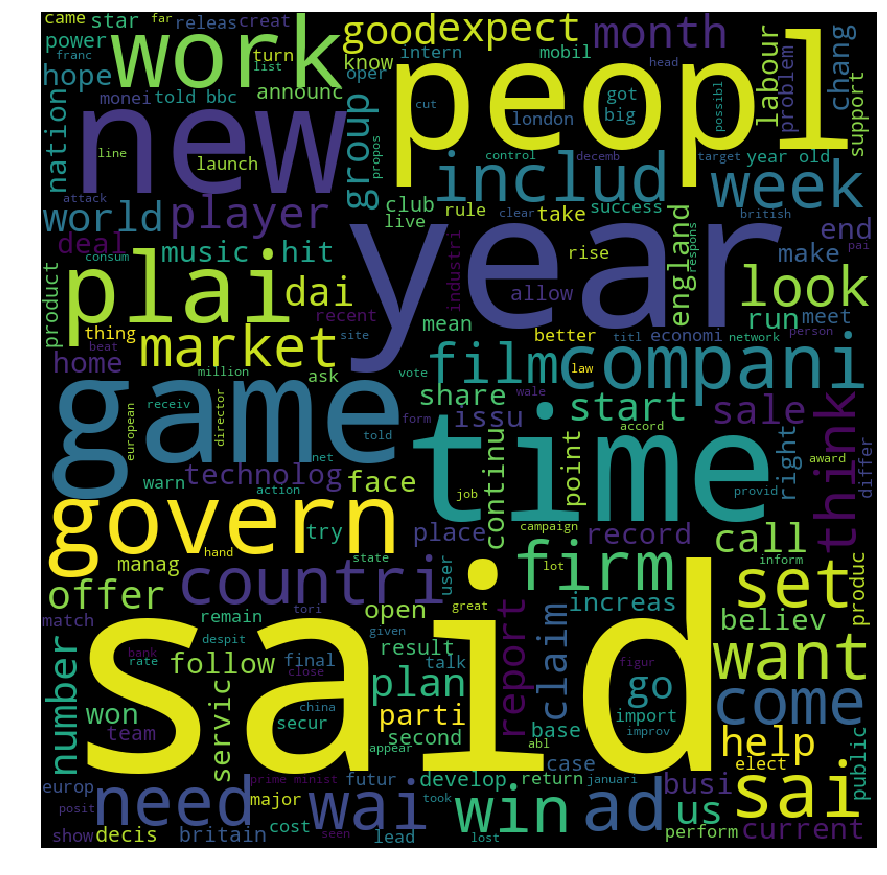 came
star
far
releas
creat
work
good
expect
month
power
turn
peopl
know
intern
mobil
head
labour
problem
chang
franc
list
hope
monei
told bbc
announc
oper
got
big
possibl
support
nation
new
group
cut
london
propos
line
launch
control
decemb
target
year old
attack
includ
week
world
player
club
live
rule
clear
take
success
british
pai
respons
deal
music
hit
year
rise
england
make
end
consum
product
plai
dai
industri
allow
look
thing
recent
mean
run
meet
market
site
better
economi
titl
network
person
beat
home
million
ask
vote
film
compani
law
european
receiv
director
game
form
share
issu
wale
start
sale
think
told
time
accord
right
differ
net
technolog
warn
action
face
continu
point
award
job
provid
govern
try
campaign
place
record
call
manag
hand
state
user
firm
lot
inform
produc
countri
offer
set
match
remain
tori
open
great
increas
believ
said
number
despit
given
result
report
claim
want
bank
rate
follow
final
close
talk
figur
won
servic
china
plan
go
come
team
secur
parti
second
base
import
improv
appear
abl
help
public
europ
prime minist
futur
develop
return
case
januari
busi
elect
sai
posit
need
major
wai
took
win
ad
us
show
decis
britain
cost
seen
lead
lost
perform
current